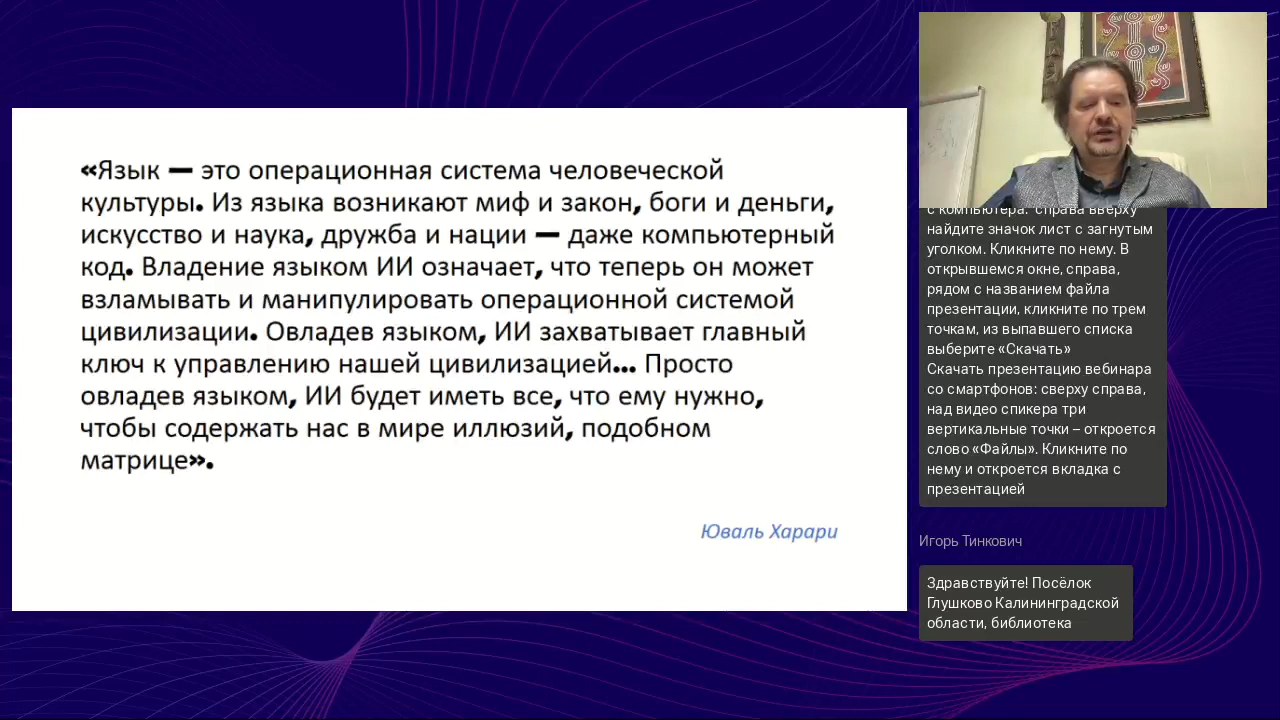 «Язык — это операционная система человеческой
культуры. Из языка возникают миф и закон, боги и деньги,
искусство и наука, дружба и нации — даже компьютерный
код. Владение языком ИИ означает, что теперь он может
взламывать и манипулировать операционной системой
цивилизации. Овладев языком, ИИ захватывает главный
ключ к управлению нашей цивилизацией... Просто
овладев языком, ИИ будет иметь все, что ему нужно,
чтобы содержать нас в мире иллюзий, подобном
матрице».
Юваль Харари
с компьютера: справа вверху
найдите значок лист с загнутым
уголком. Кликните по нему. В
открывшемся окне, справа,
рядом с названием файла
презентации, кликните по трем
точкам, из выпавшего списка
выберите «Скачать»
Скачать презентацию вебинара
со смартфонов: сверху справа,
над видео спикера три
вертикальные точки – откроется
слово «Файлы». Кликните по
нему и откроется вкладка с
презентацией
Игорь Тинкович
Здравствуйте! Посёлок
Глушково Калининградской
области, библиотека